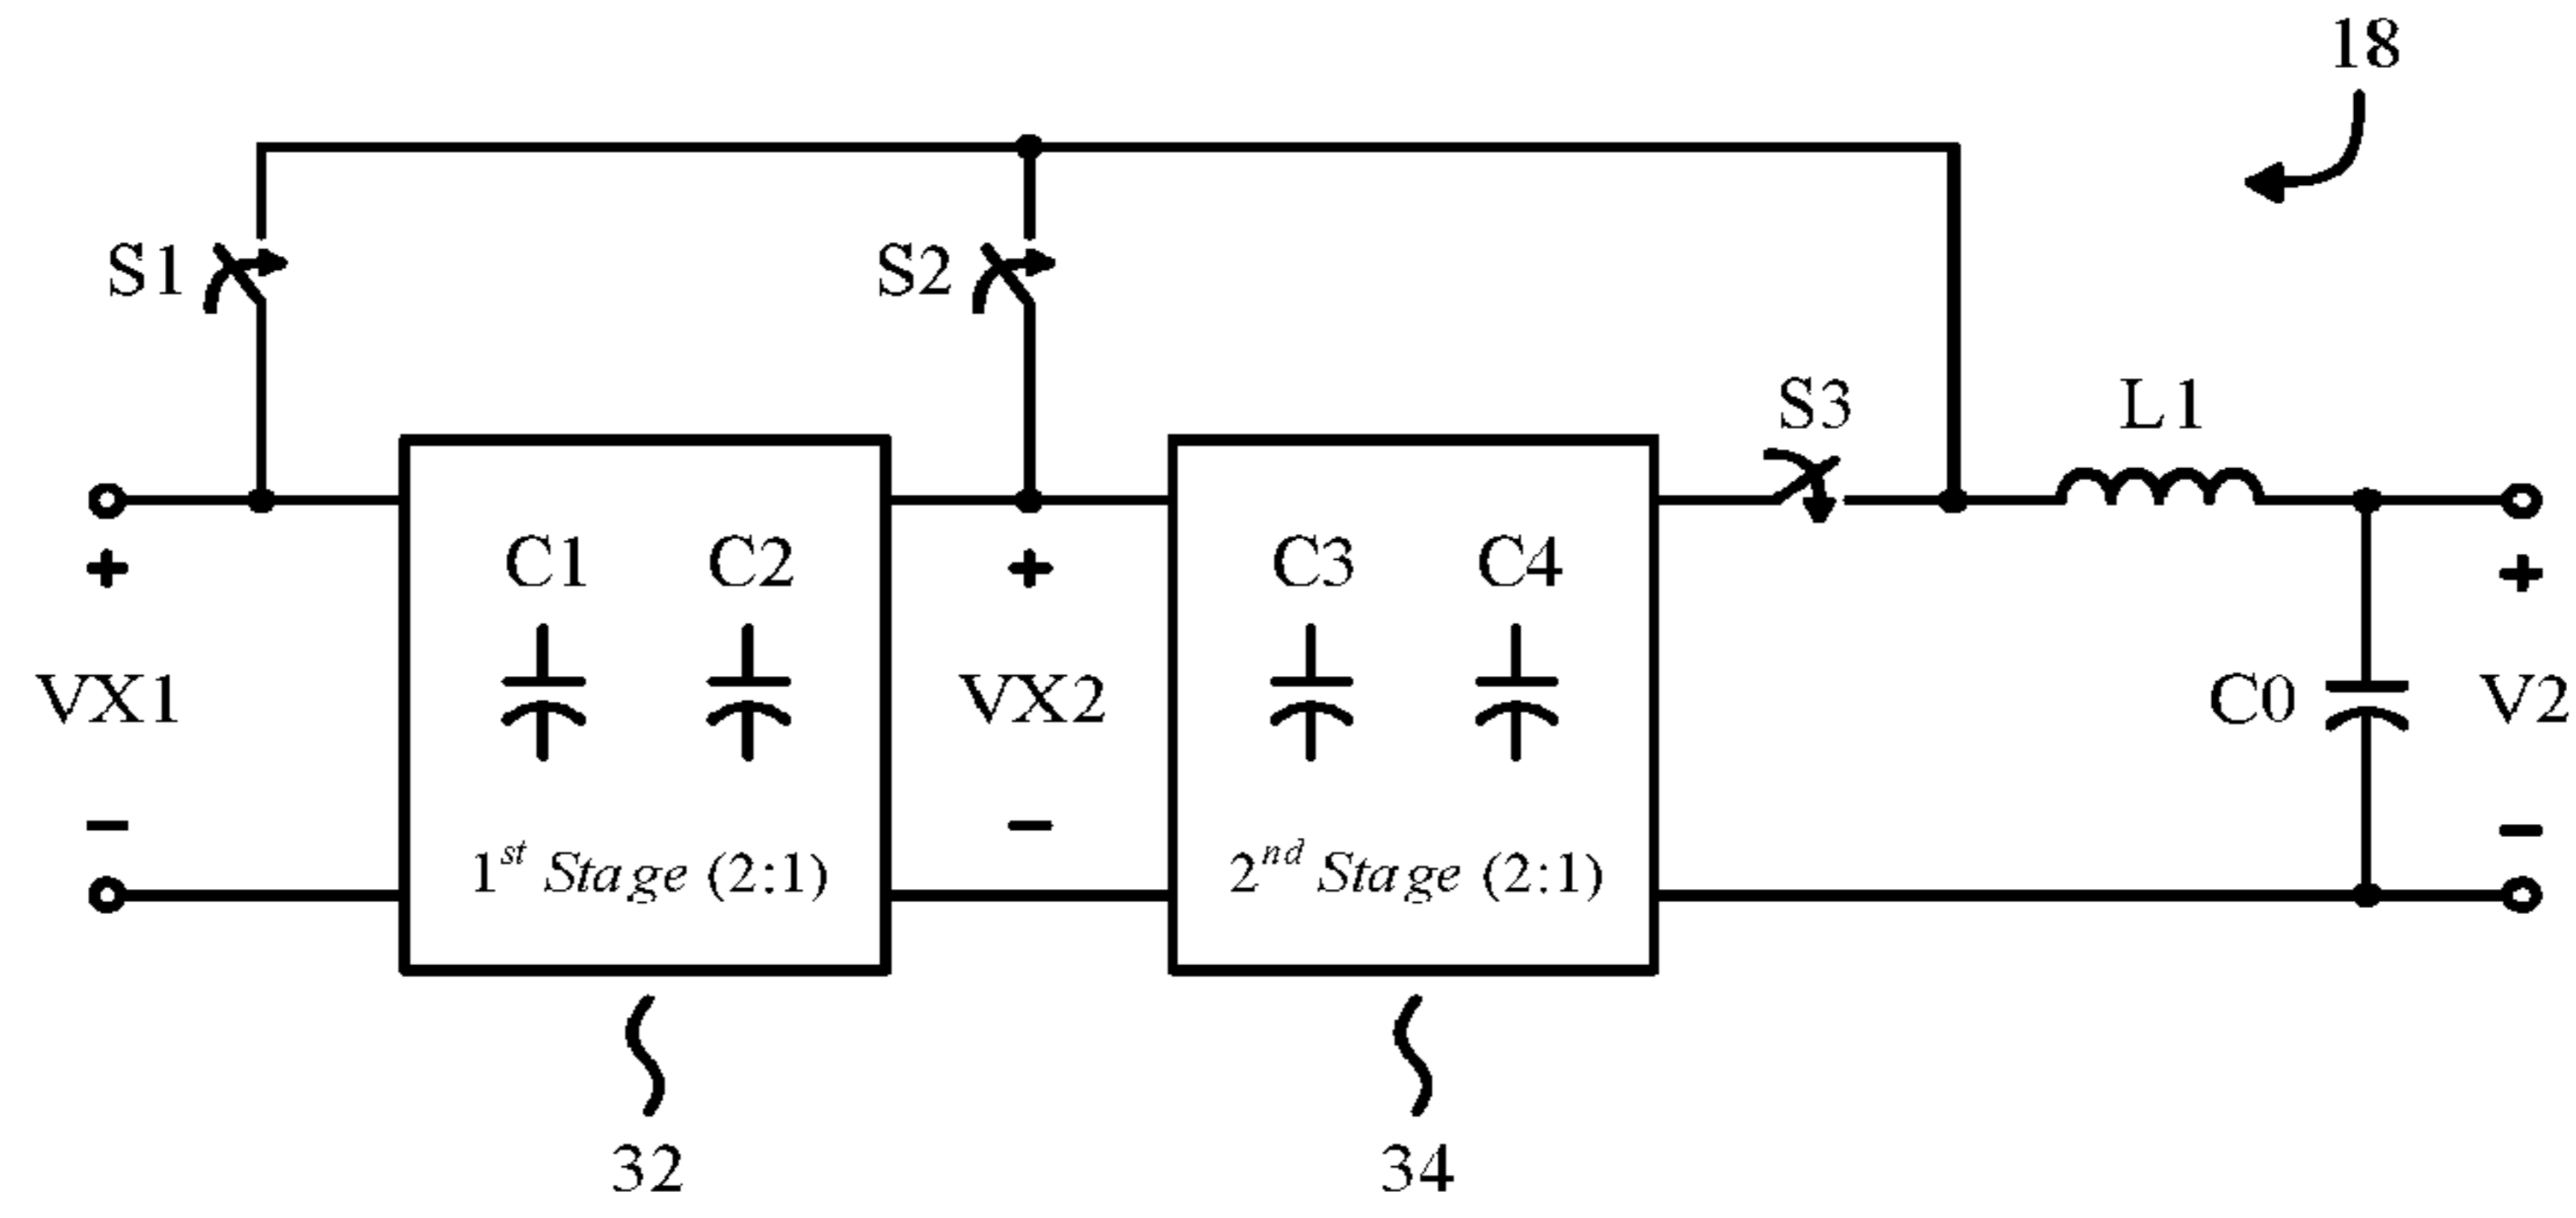 18
S1
S2
S3
L1
C1
C2
C3
C4
+
+
+
+
VX1
VX2
C0
V2
−
−
−
1st Stage (2:1)
2nd Stage (2:1)
32
34